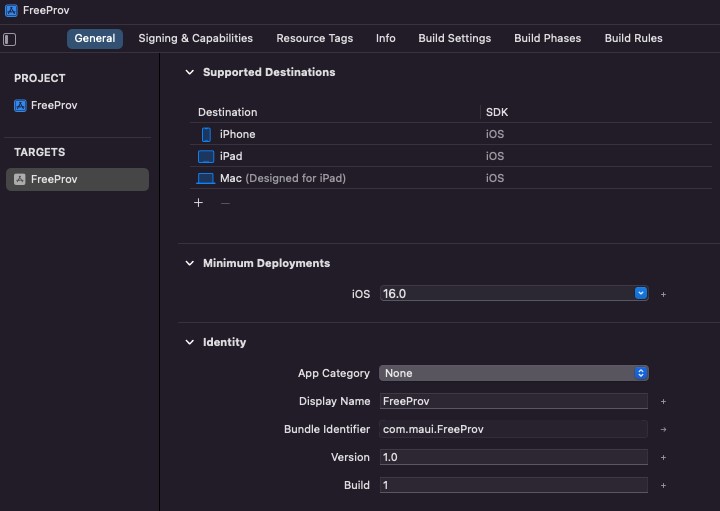 FreeProv
General Signing & Capabilities Resource Tags Info Build Settings Build Phases Build Rules
PROJECT
FreeProv
TARGETS
FreeProv
Supported Destinations
Destination SDK
iPhone iOS
iPad iOS
Mac (Designed for iPad) iOS
Minimum Deployments
iOS 16.0
Identity
App Category None
Display Name FreeProv
Bundle Identifier com.maui.FreeProv
Version 1.0
Build 1